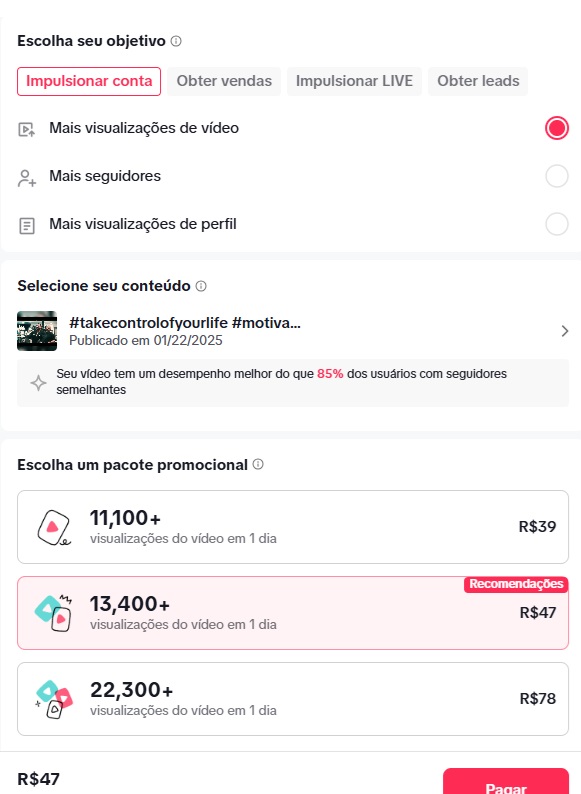 Escolha seu objetivo
Impulsionar conta Obter vendas Impulsionar LIVE Obter leads
Mais visualizações de vídeo
Mais seguidores
Mais visualizações de perfil
Selecione seu conteúdo
#takecontrolofyourlife #motiva...
Publicado em 01/22/2025
Seu vídeo tem um desempenho melhor do que 85% dos usuários com seguidores
semelhantes
Escolha um pacote promocional
11,100+
visualizações do vídeo em 1 dia
R$39
Recomendações
13,400+
visualizações do vídeo em 1 dia
R$47
22,300+
visualizações do vídeo em 1 dia
R$78
R$47
Pagar